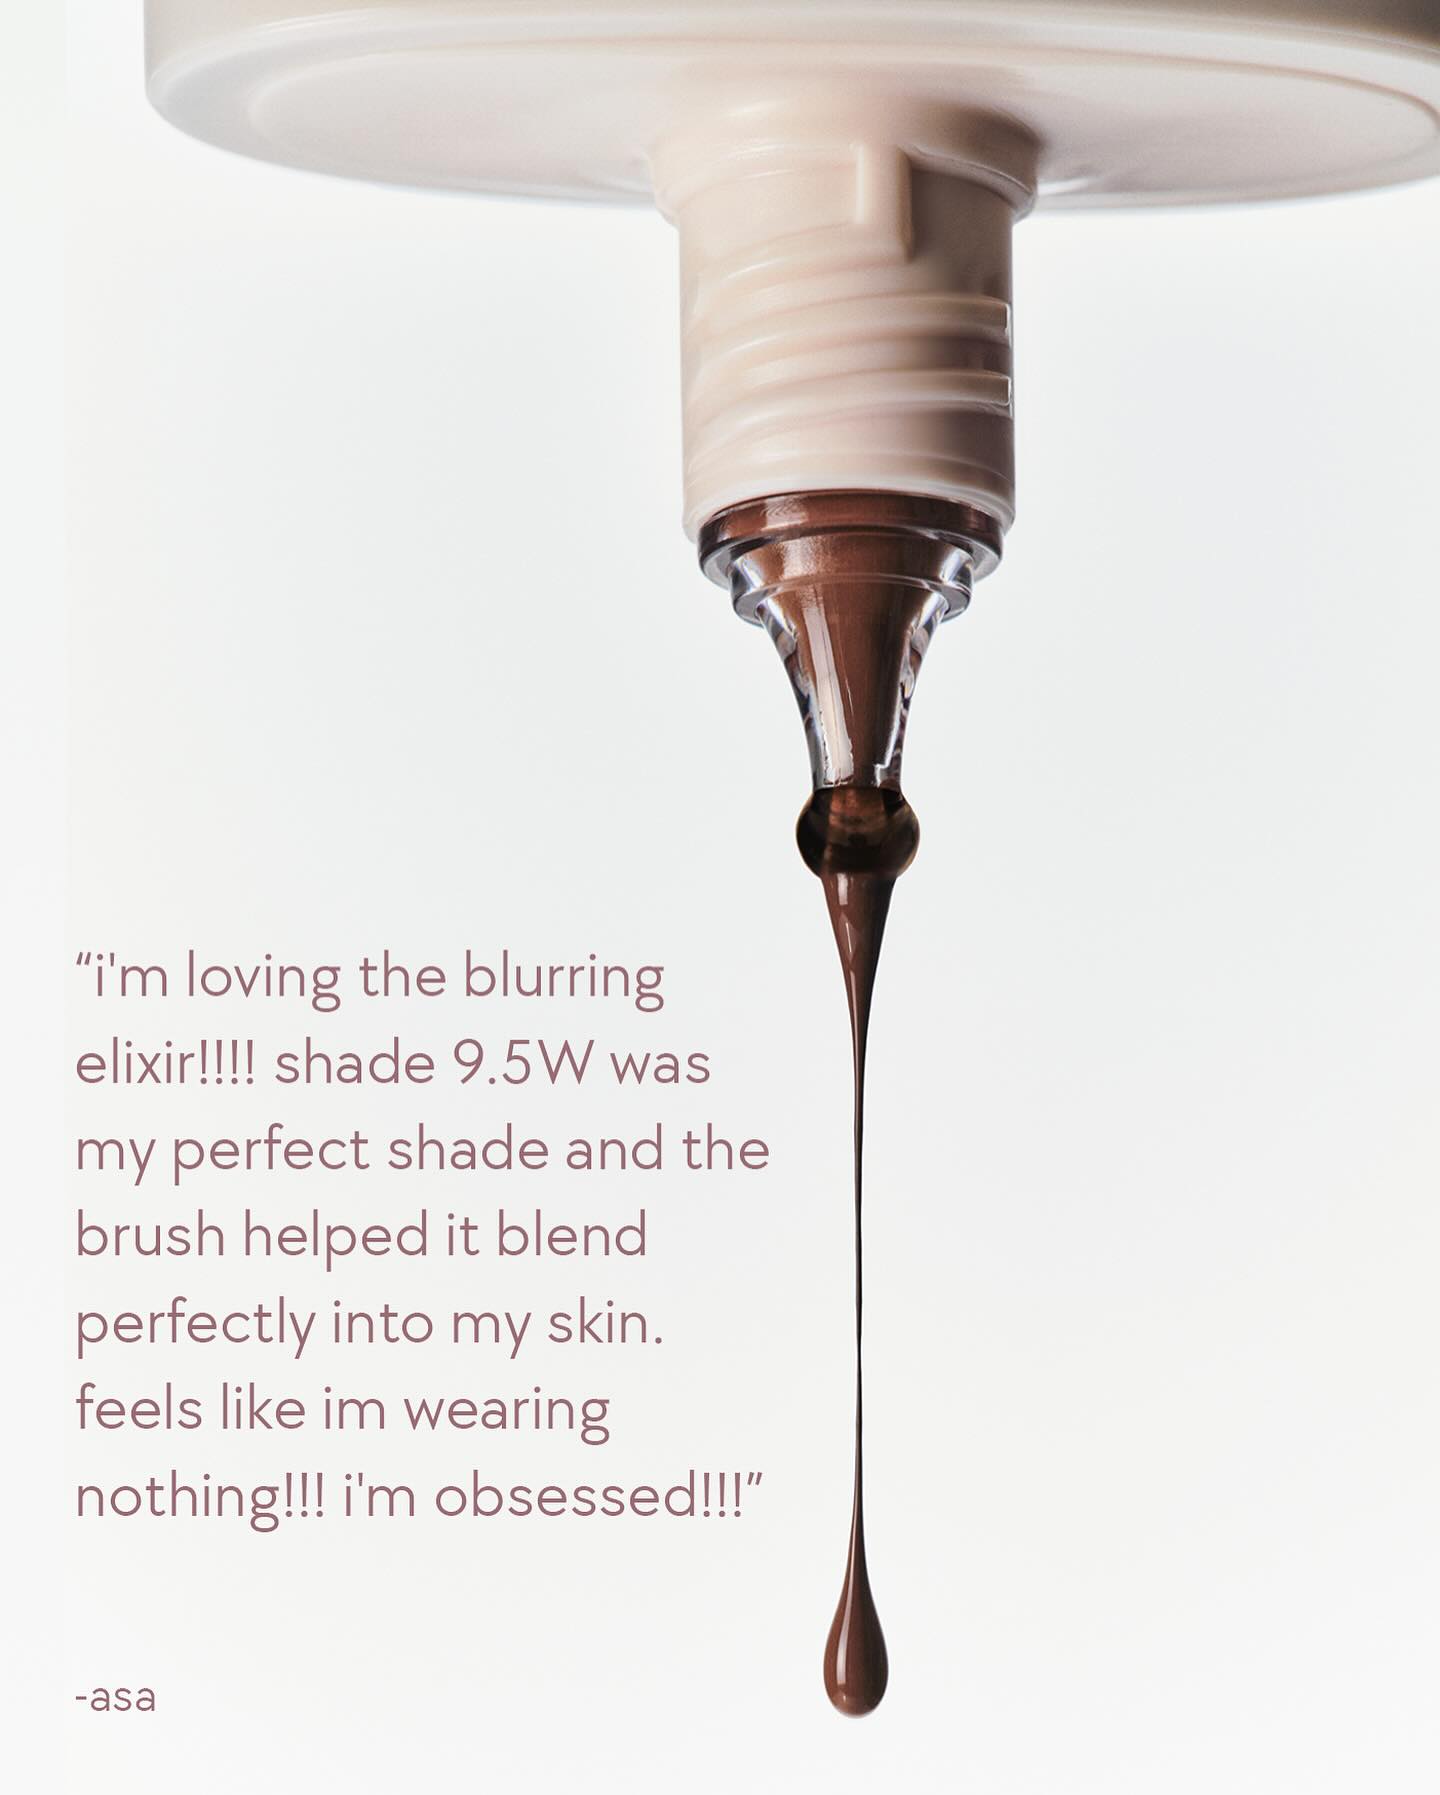 “i'm loving the blurring
elixir!!!! shade 9.5W was
my perfect shade and the
brush helped it blend
perfectly into my skin.
feels like im wearing
nothing!!! i'm obsessed!!!”
-asa